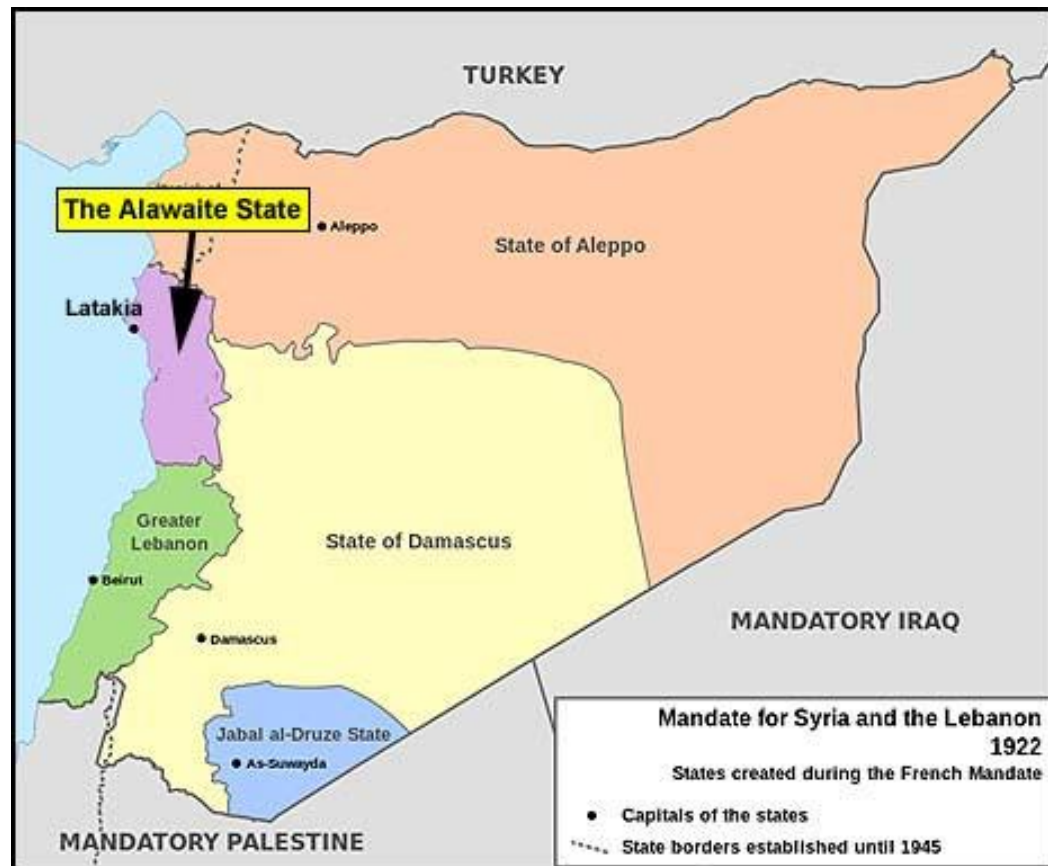 TURKEY
The Alawaite State
Aleppo
State of Aleppo
Latakia
Greater
Lebanon
State of Damascus
Beirut
MANDATORY IRAQ
Damascus
Jabal al-Druze State
As-Suwayda
MANDATORY PALESTINE
Mandate for Syria and the Lebanon
1922
States created during the French Mandate
Capitals of the states
State borders established until 1945